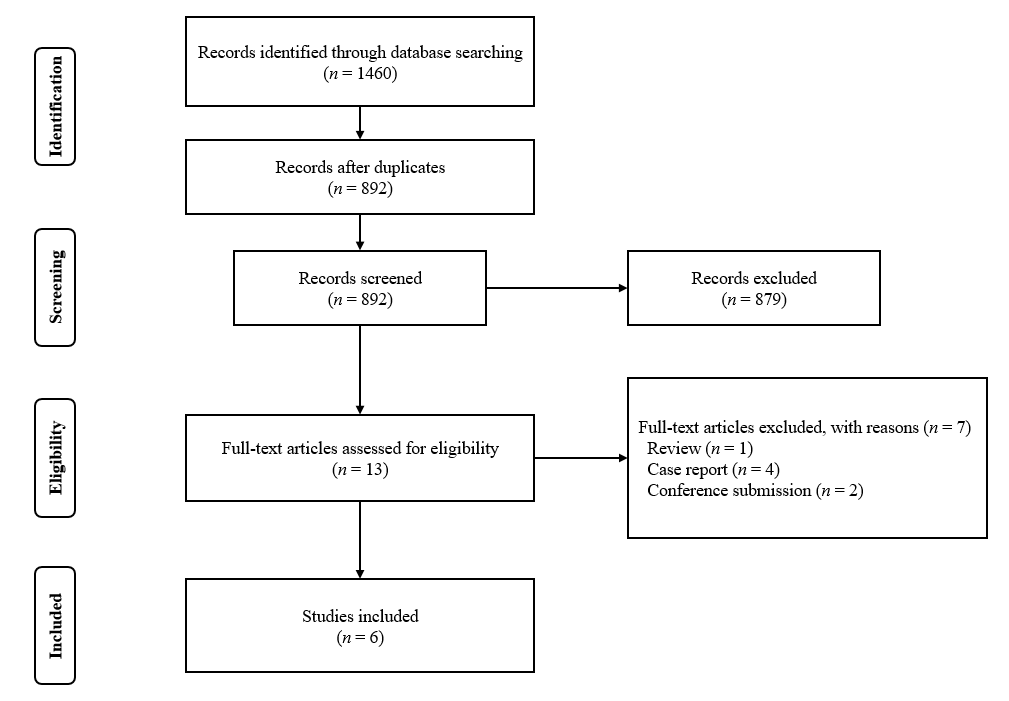 Identification
Records identified through database searching
(n = 1460)
Records after duplicates
(n = 892)
Screening
Records screened
(n = 892)
Records excluded
(n = 879)
Eligibility
Full-text articles assessed for eligibility
(n = 13)
Full-text articles excluded, with reasons (n = 7)
Review (n = 1)
Case report (n = 4)
Conference submission (n = 2)
Included
Studies included
(n = 6)